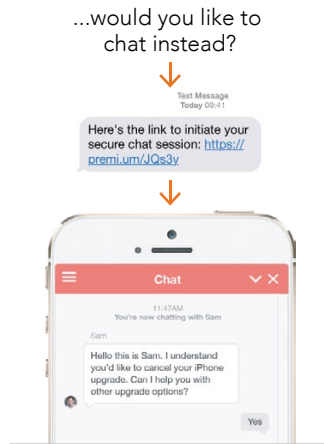 ...would you like to
chat instead?
Text Message
Today 09:41
Here's the link to initiate your
secure chat session: https://
premi.um/JQs3y
Chat
11:47AM
You're now chatting with Sam
Sam
Hello this is Sam. I understand
you'd like to cancel your iPhone
upgrade. Can I help you with
other upgrade options?
Yes